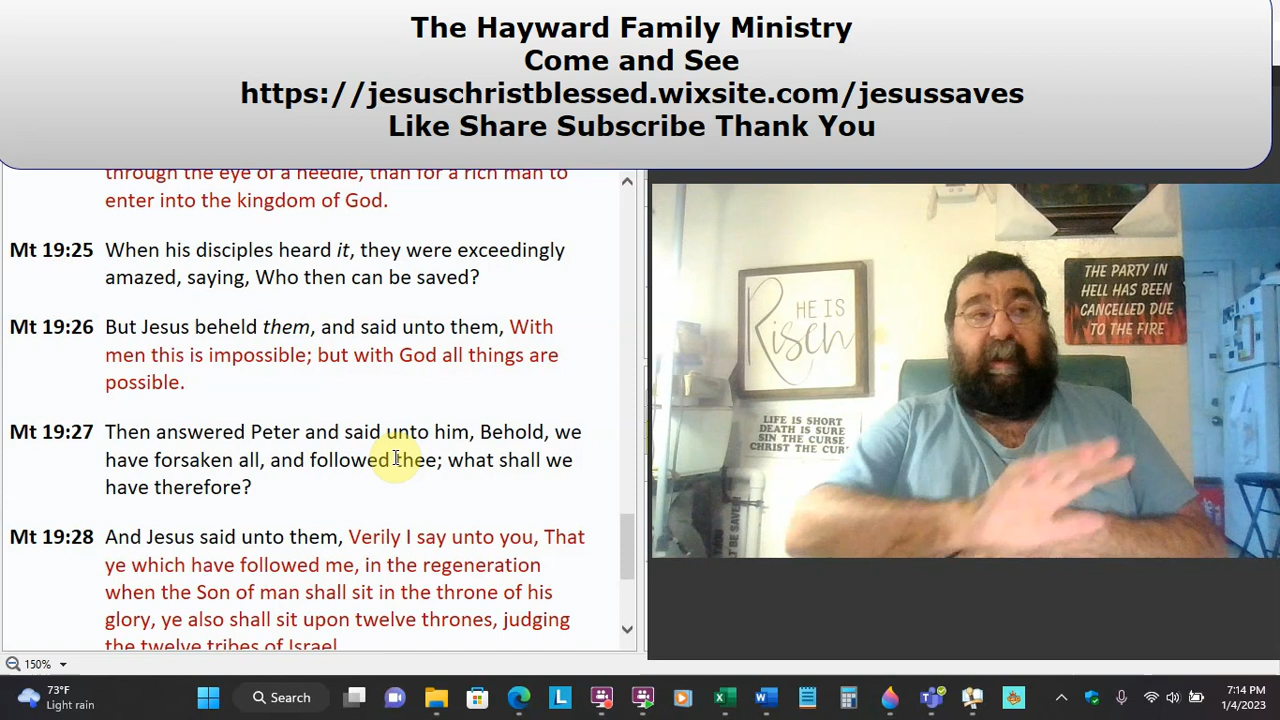 The Hayward Family Ministry
Come and See
https://jesuschristblessed.wixsite.com/jesussaves
Like Share Subscribe Thank You
through the eye of a needle, than for a rich man to
enter into the kingdom of God.
Mt 19:25 When his disciples heard it, they were exceedingly
amazed, saying, Who then can be saved?
Mt 19:26 But Jesus beheld them, and said unto them, With
men this is impossible; but with God all things are
possible.
Mt 19:27 Then answered Peter and said unto him, Behold, we
have forsaken all, and followed thee; what shall we
have therefore?
Mt 19:28 And Jesus said unto them, Verily I say unto you, That
ye which have followed me, in the regeneration
when the Son of man shall sit in the throne of his
glory, ye also shall sit upon twelve thrones, judging
the twelve tribes of Israel
HE IS
Risen
LIFE IS SHORT
DEATH IS SURE
SIN THE CURSE
CHRIST THE CUR
THE PARTY IN
HELL HAS BEEN
CANCELLED DUE
TO THE FIRE
150%
73°F
Light rain
Search
7:14 PM
1/4/2023